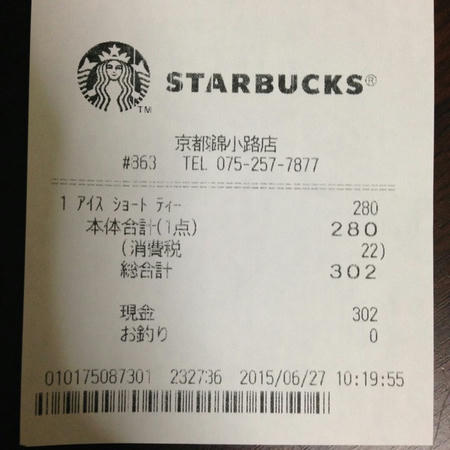 STARBUCKS®
TM
京都錦小路店
#363 TEL 075-257-7877
1 アイス ショート ティー 280
本体合計(1点) 280
(消費税 22)
総合計 302
現金 302
お釣り 0
010175087301 232736 2015/06/27 10:19:55